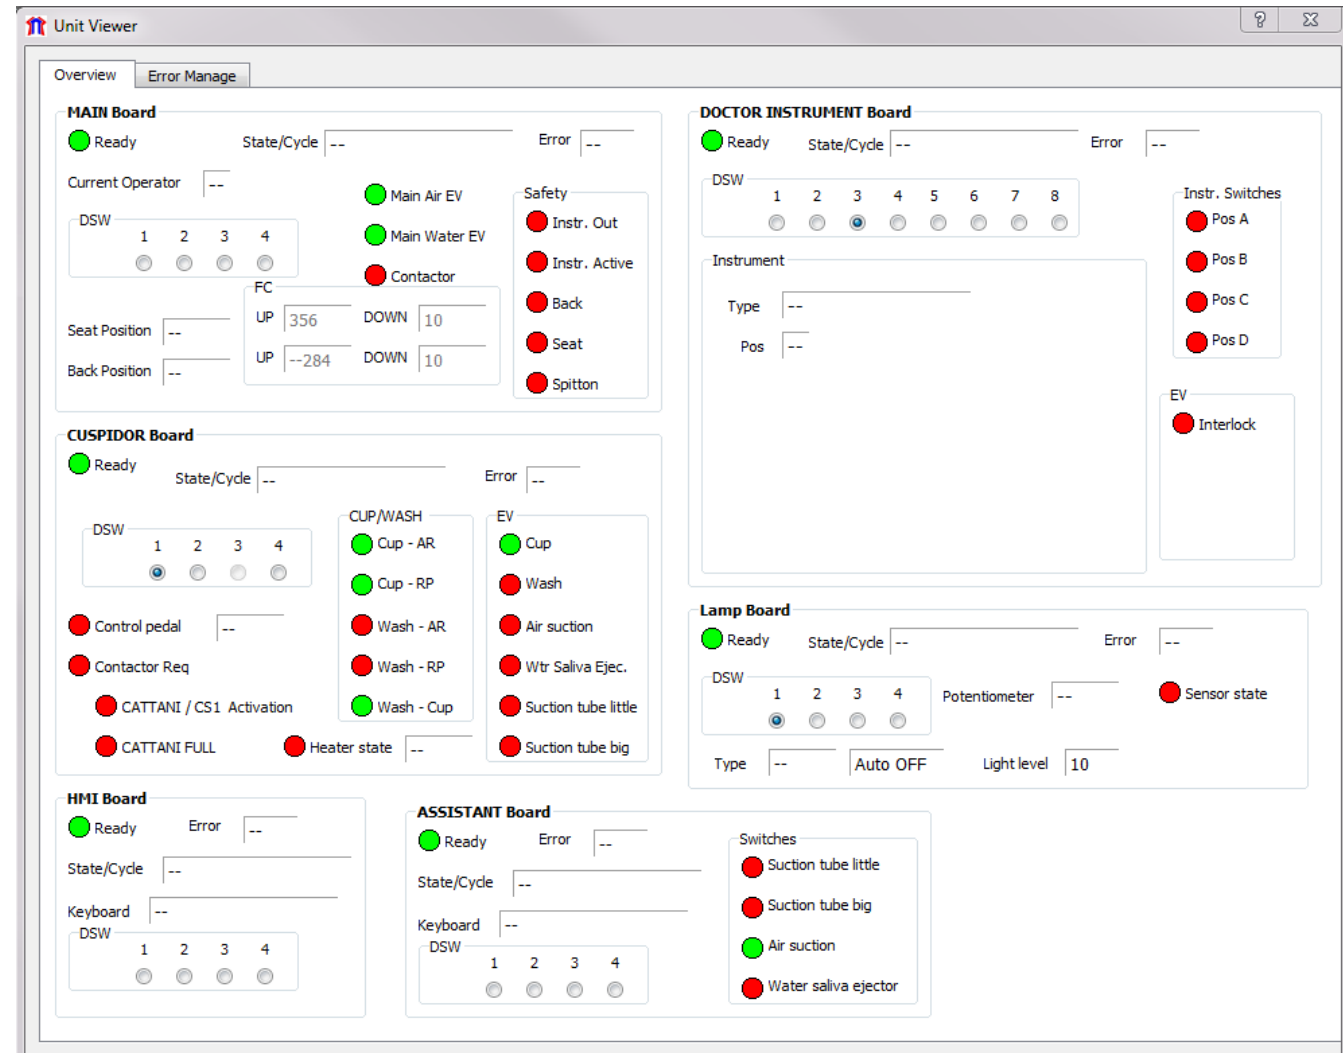 Unit Viewer
Overview Error Manage
MAIN Board
Ready State/Cycle -- Error --
Current Operator --
Main Air EV
Main Water EV
Contactor
DSW
1 2 3 4
Safety
Instr. Out
Instr. Active
Back
Seat
Spitton
FC
Seat Position -- UP 356 DOWN 10
Back Position -- UP --284 DOWN 10
DOCTOR INSTRUMENT Board
Ready State/Cycle -- Error --
DSW
1 2 3 4 5 6 7 8
Instr. Switches
Pos A
Pos B
Pos C
Pos D
Instrument
Type --
Pos --
EV
Interlock
CUSPIDOR Board
Ready State/Cycle -- Error --
DSW
1 2 3 4
CUP/WASH
Cup - AR
Cup - RP
Wash - AR
Wash - RP
Wash - Cup
EV
Cup
Wash
Air suction
Wtr Saliva Ejec.
Suction tube little
Suction tube big
Control pedal --
Contactor Req
CATTANI / CS1 Activation
CATTANI FULL Heater state --
Lamp Board
Ready State/Cycle -- Error --
DSW
1 2 3 4
Potentiometer -- Sensor state
Type -- Auto OFF Light level 10
HMI Board
Ready Error --
State/Cycle --
Keyboard --
DSW
1 2 3 4
ASSISTANT Board
Ready Error --
State/Cycle --
Keyboard --
DSW
1 2 3 4
Switches
Suction tube little
Suction tube big
Air suction
Water saliva ejector